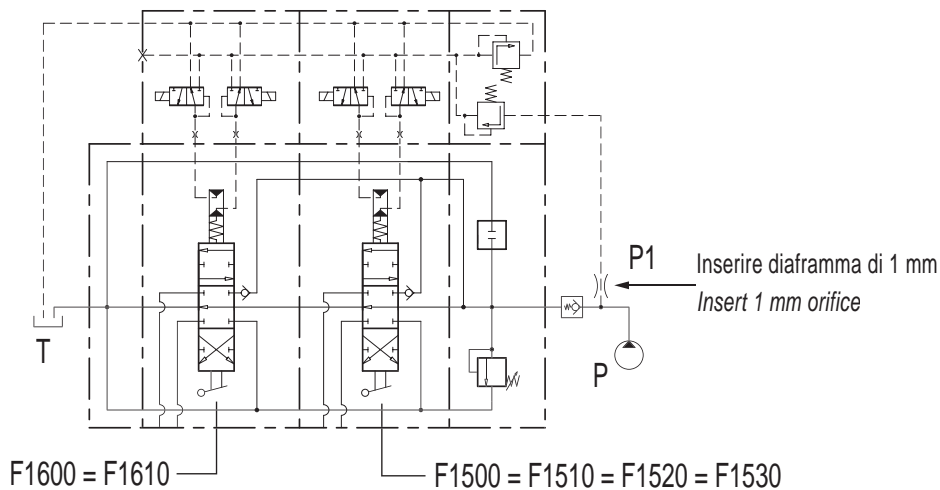 P1
Inserire diaframma di 1 mm
Insert 1 mm orifice
T
P
F1600 = F1610
F1500 = F1510 = F1520 = F1530